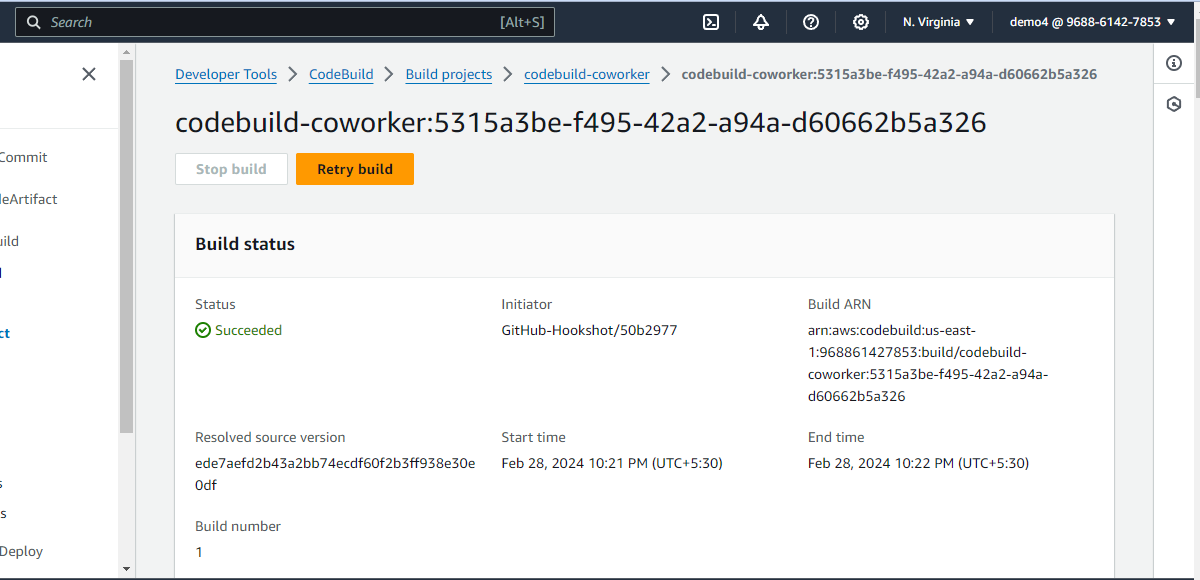 Search [Alt+S] N. Virginia demo4 @ 9688-6142-7853
Developer Tools CodeBuild Build projects codebuild-coworker codebuild-coworker:5315a3be-f495-42a2-a94a-d60662b5a326
codebuild-coworker:5315a3be-f495-42a2-a94a-d60662b5a326
Stop build Retry build
Commit
eArtifact
uild
ct
s
s
Deploy
Build status
Status
Succeeded
Initiator
GitHub-Hookshot/50b2977
Build ARN
arn:aws:codebuild:us-east-
1:968861427853:build/codebuild-
coworker:5315a3be-f495-42a2-a94a-
d60662b5a326
Resolved source version
ede7aefd2b43a2bb74ecdf60f2b3ff938e30e
0df
Start time
Feb 28, 2024 10:21 PM (UTC+5:30)
End time
Feb 28, 2024 10:22 PM (UTC+5:30)
Build number
1